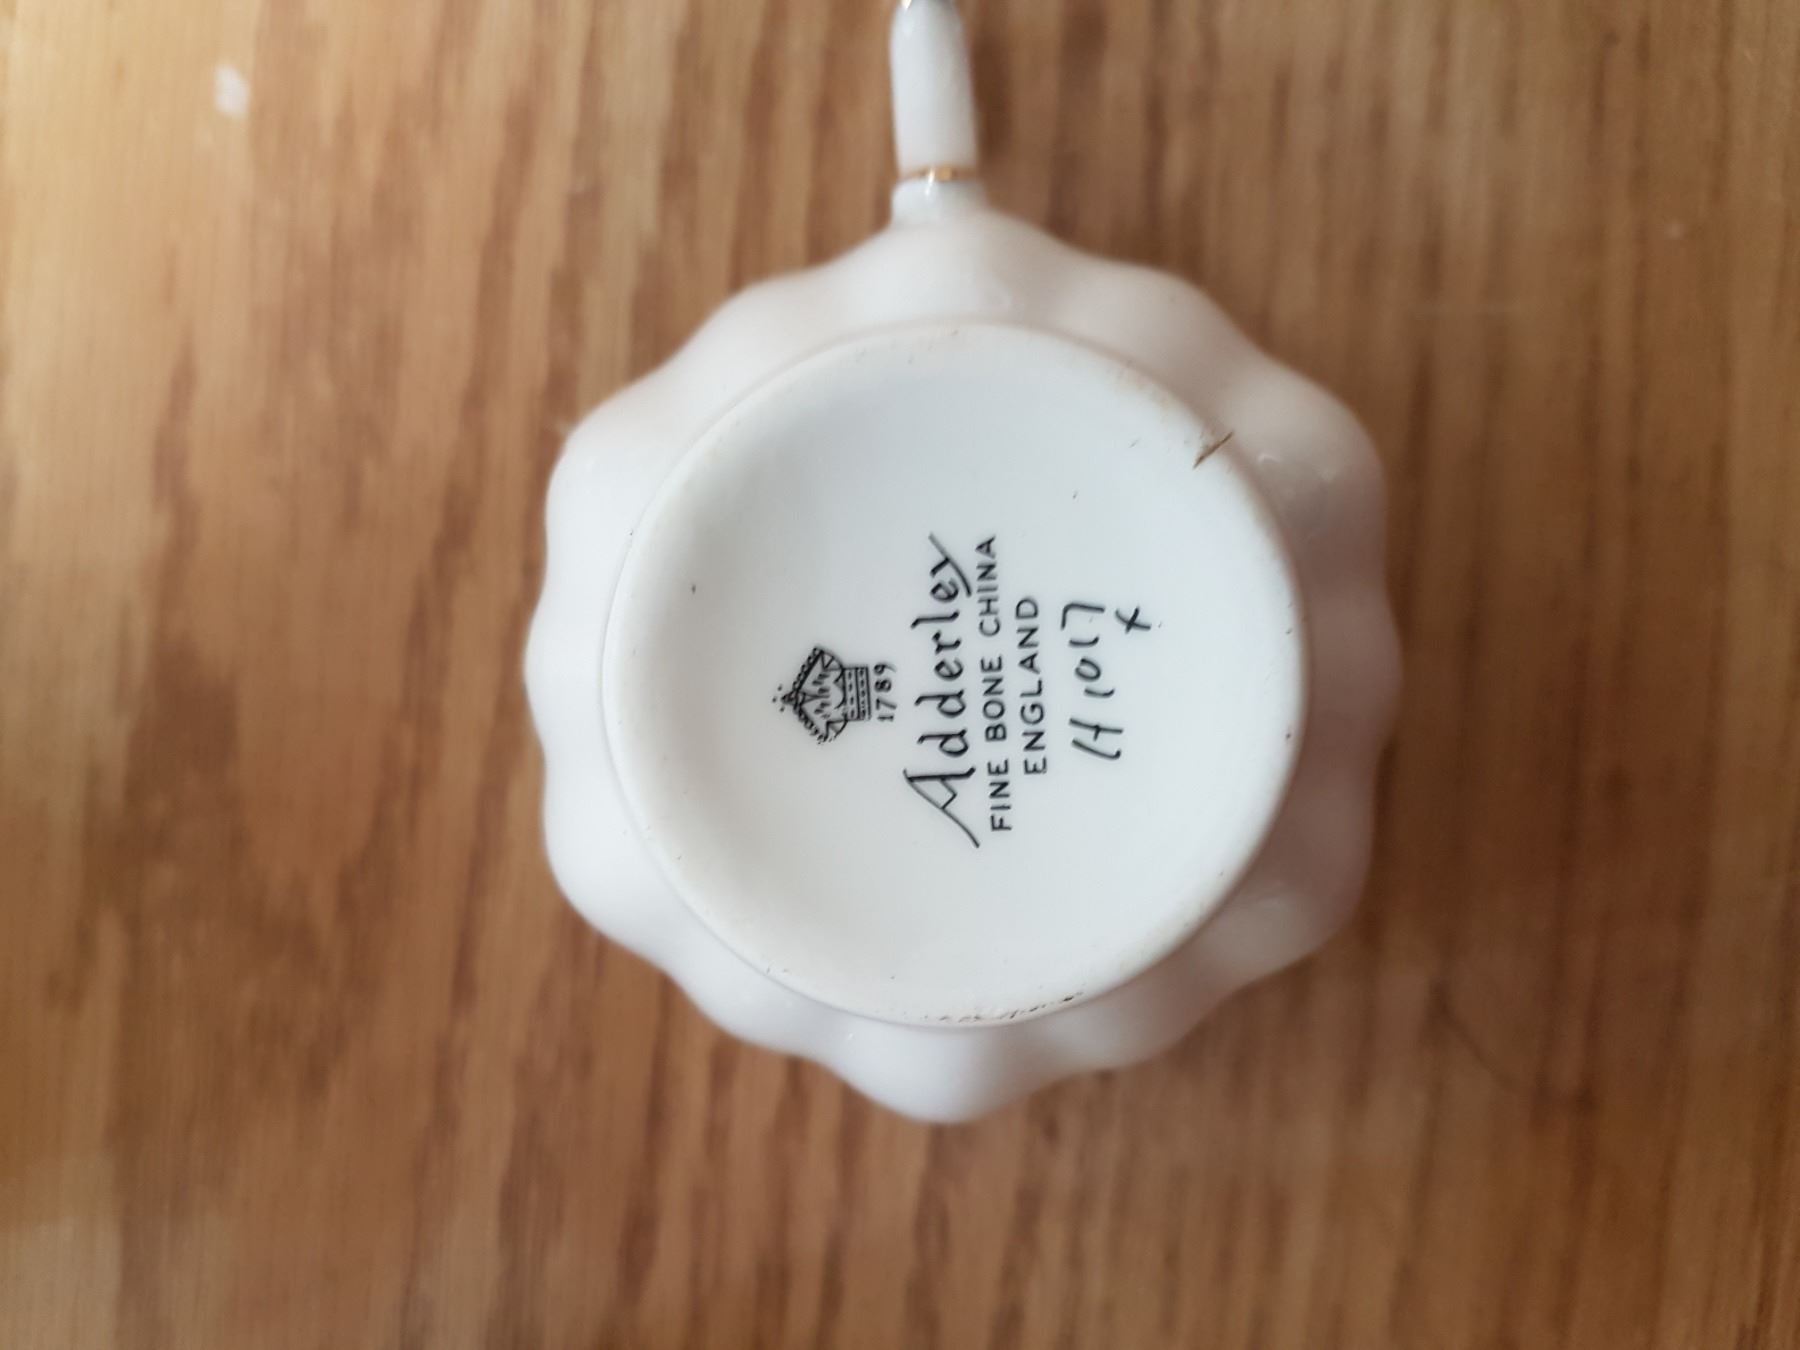 1789
Adderley
FINE BONE CHINA
ENGLAND
H1017
x